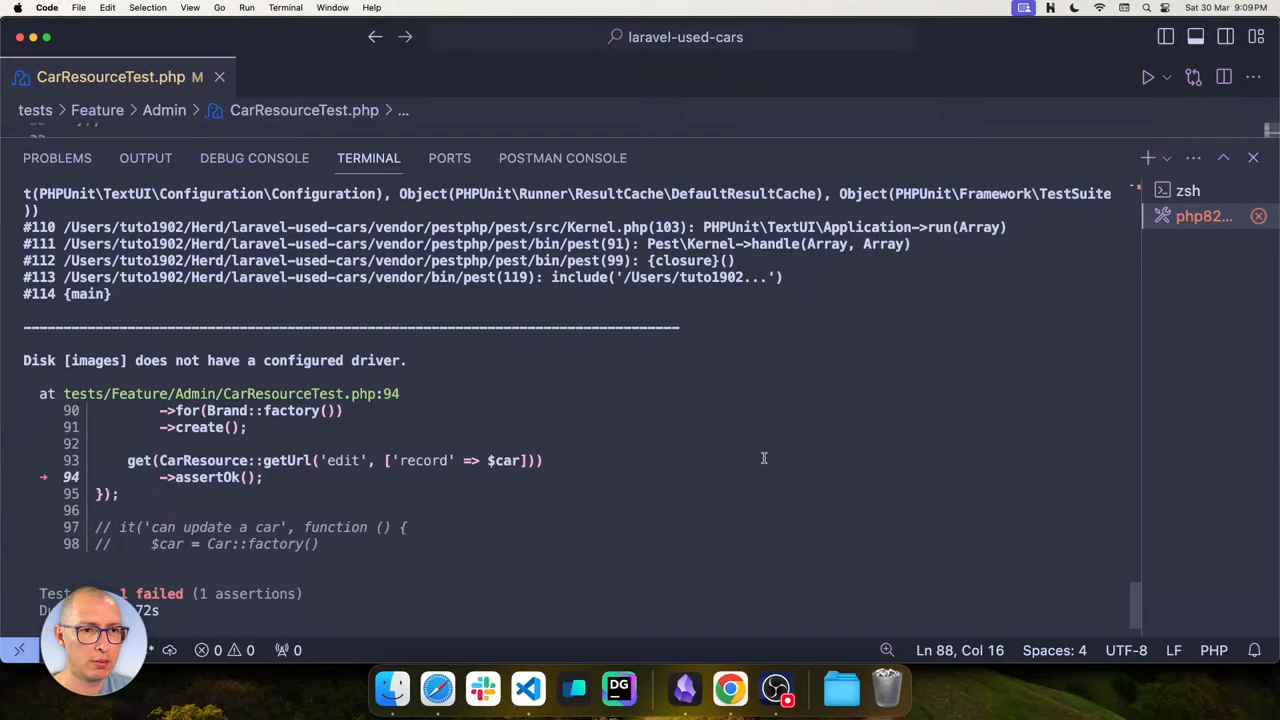 Code File Edit Selection View Go Run Terminal Window Help Sat 30 Mar 9:09 PM
laravel-used-cars
CarResourceTest.php M
tests > Feature > Admin > CarResourceTest.php > ...
PROBLEMS OUTPUT DEBUG CONSOLE TERMINAL PORTS POSTMAN CONSOLE
t(PHPUnit\TextUI\Configuration\Configuration), Object(PHPUnit\Runner\ResultCache\DefaultResultCache), Object(PHPUnit\Framework\TestSuite
))
#110 /Users/tuto1902/Herd/laravel-used-cars/vendor/pestphp/pest/src/Kernel.php(103): PHPUnit\TextUI\Application->run(Array)
#111 /Users/tuto1902/Herd/laravel-used-cars/vendor/pestphp/pest/bin/pest(91): Pest\Kernel->handle(Array, Array)
#112 /Users/tuto1902/Herd/laravel-used-cars/vendor/pestphp/pest/bin/pest(99): {closure}()
#113 /Users/tuto1902/Herd/laravel-used-cars/vendor/bin/pest(119): include('/Users/tuto1902...')
#114 {main}
Disk [images] does not have a configured driver.
at tests/Feature/Admin/CarResourceTest.php:94
90 ->for(Brand::factory())
91 ->create();
92
93 get(CarResource::getUrl('edit', ['record' => $car]))
➜ 94 ->assertOk();
95 });
96
97 // it('can update a car', function () {
98 // $car = Car::factory()
Tes 1 failed (1 assertions)
72s
zsh
php82...
0 0 0 Ln 88, Col 16 Spaces: 4 UTF-8 LF PHP
DG